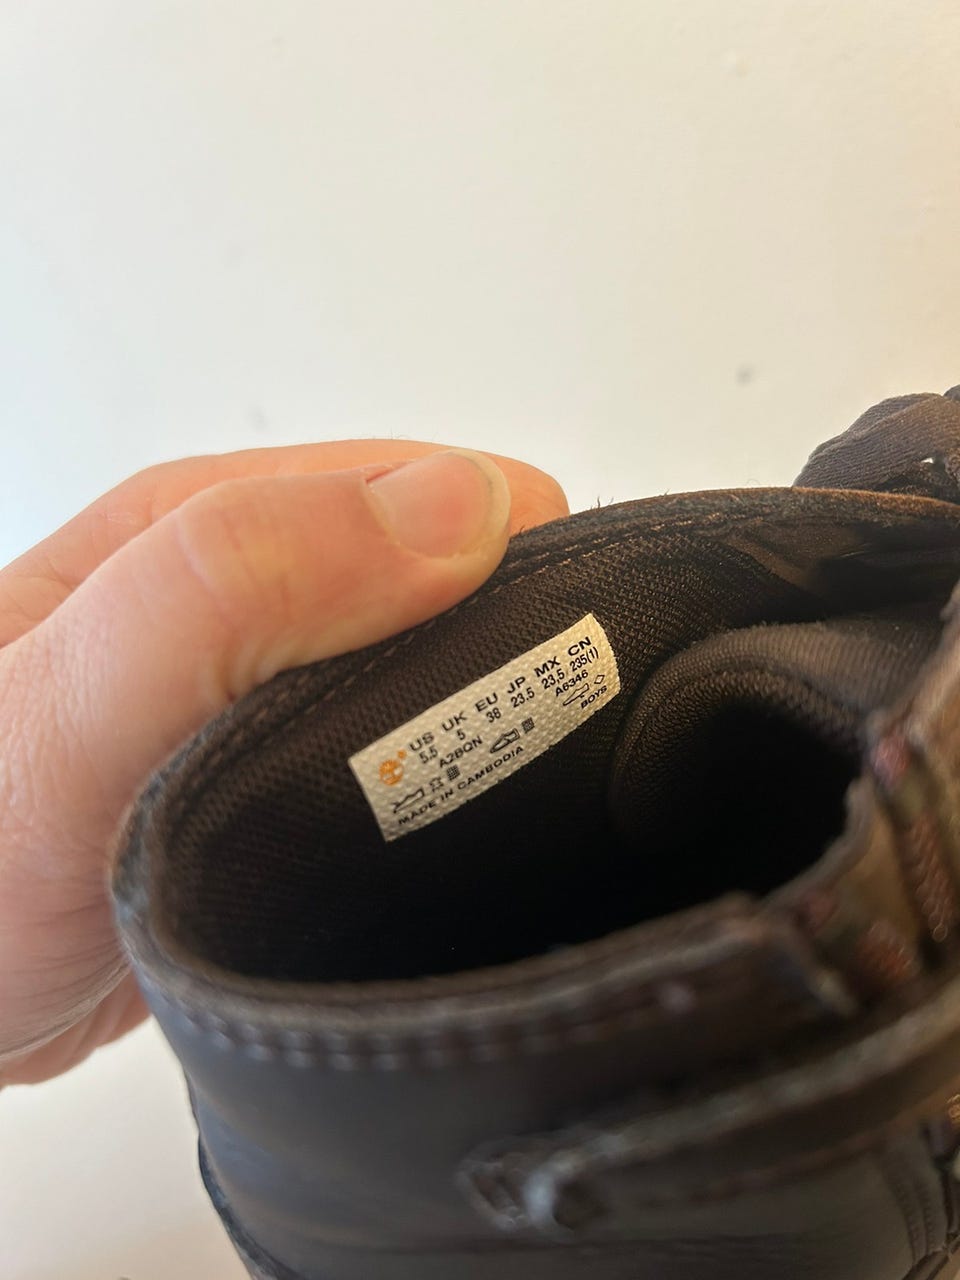 US UK EU JP MX CN
5.5 5 38 23.5 23,5 235(1)
A2BQN A6346
BOYS
MADE IN CAMBODIA